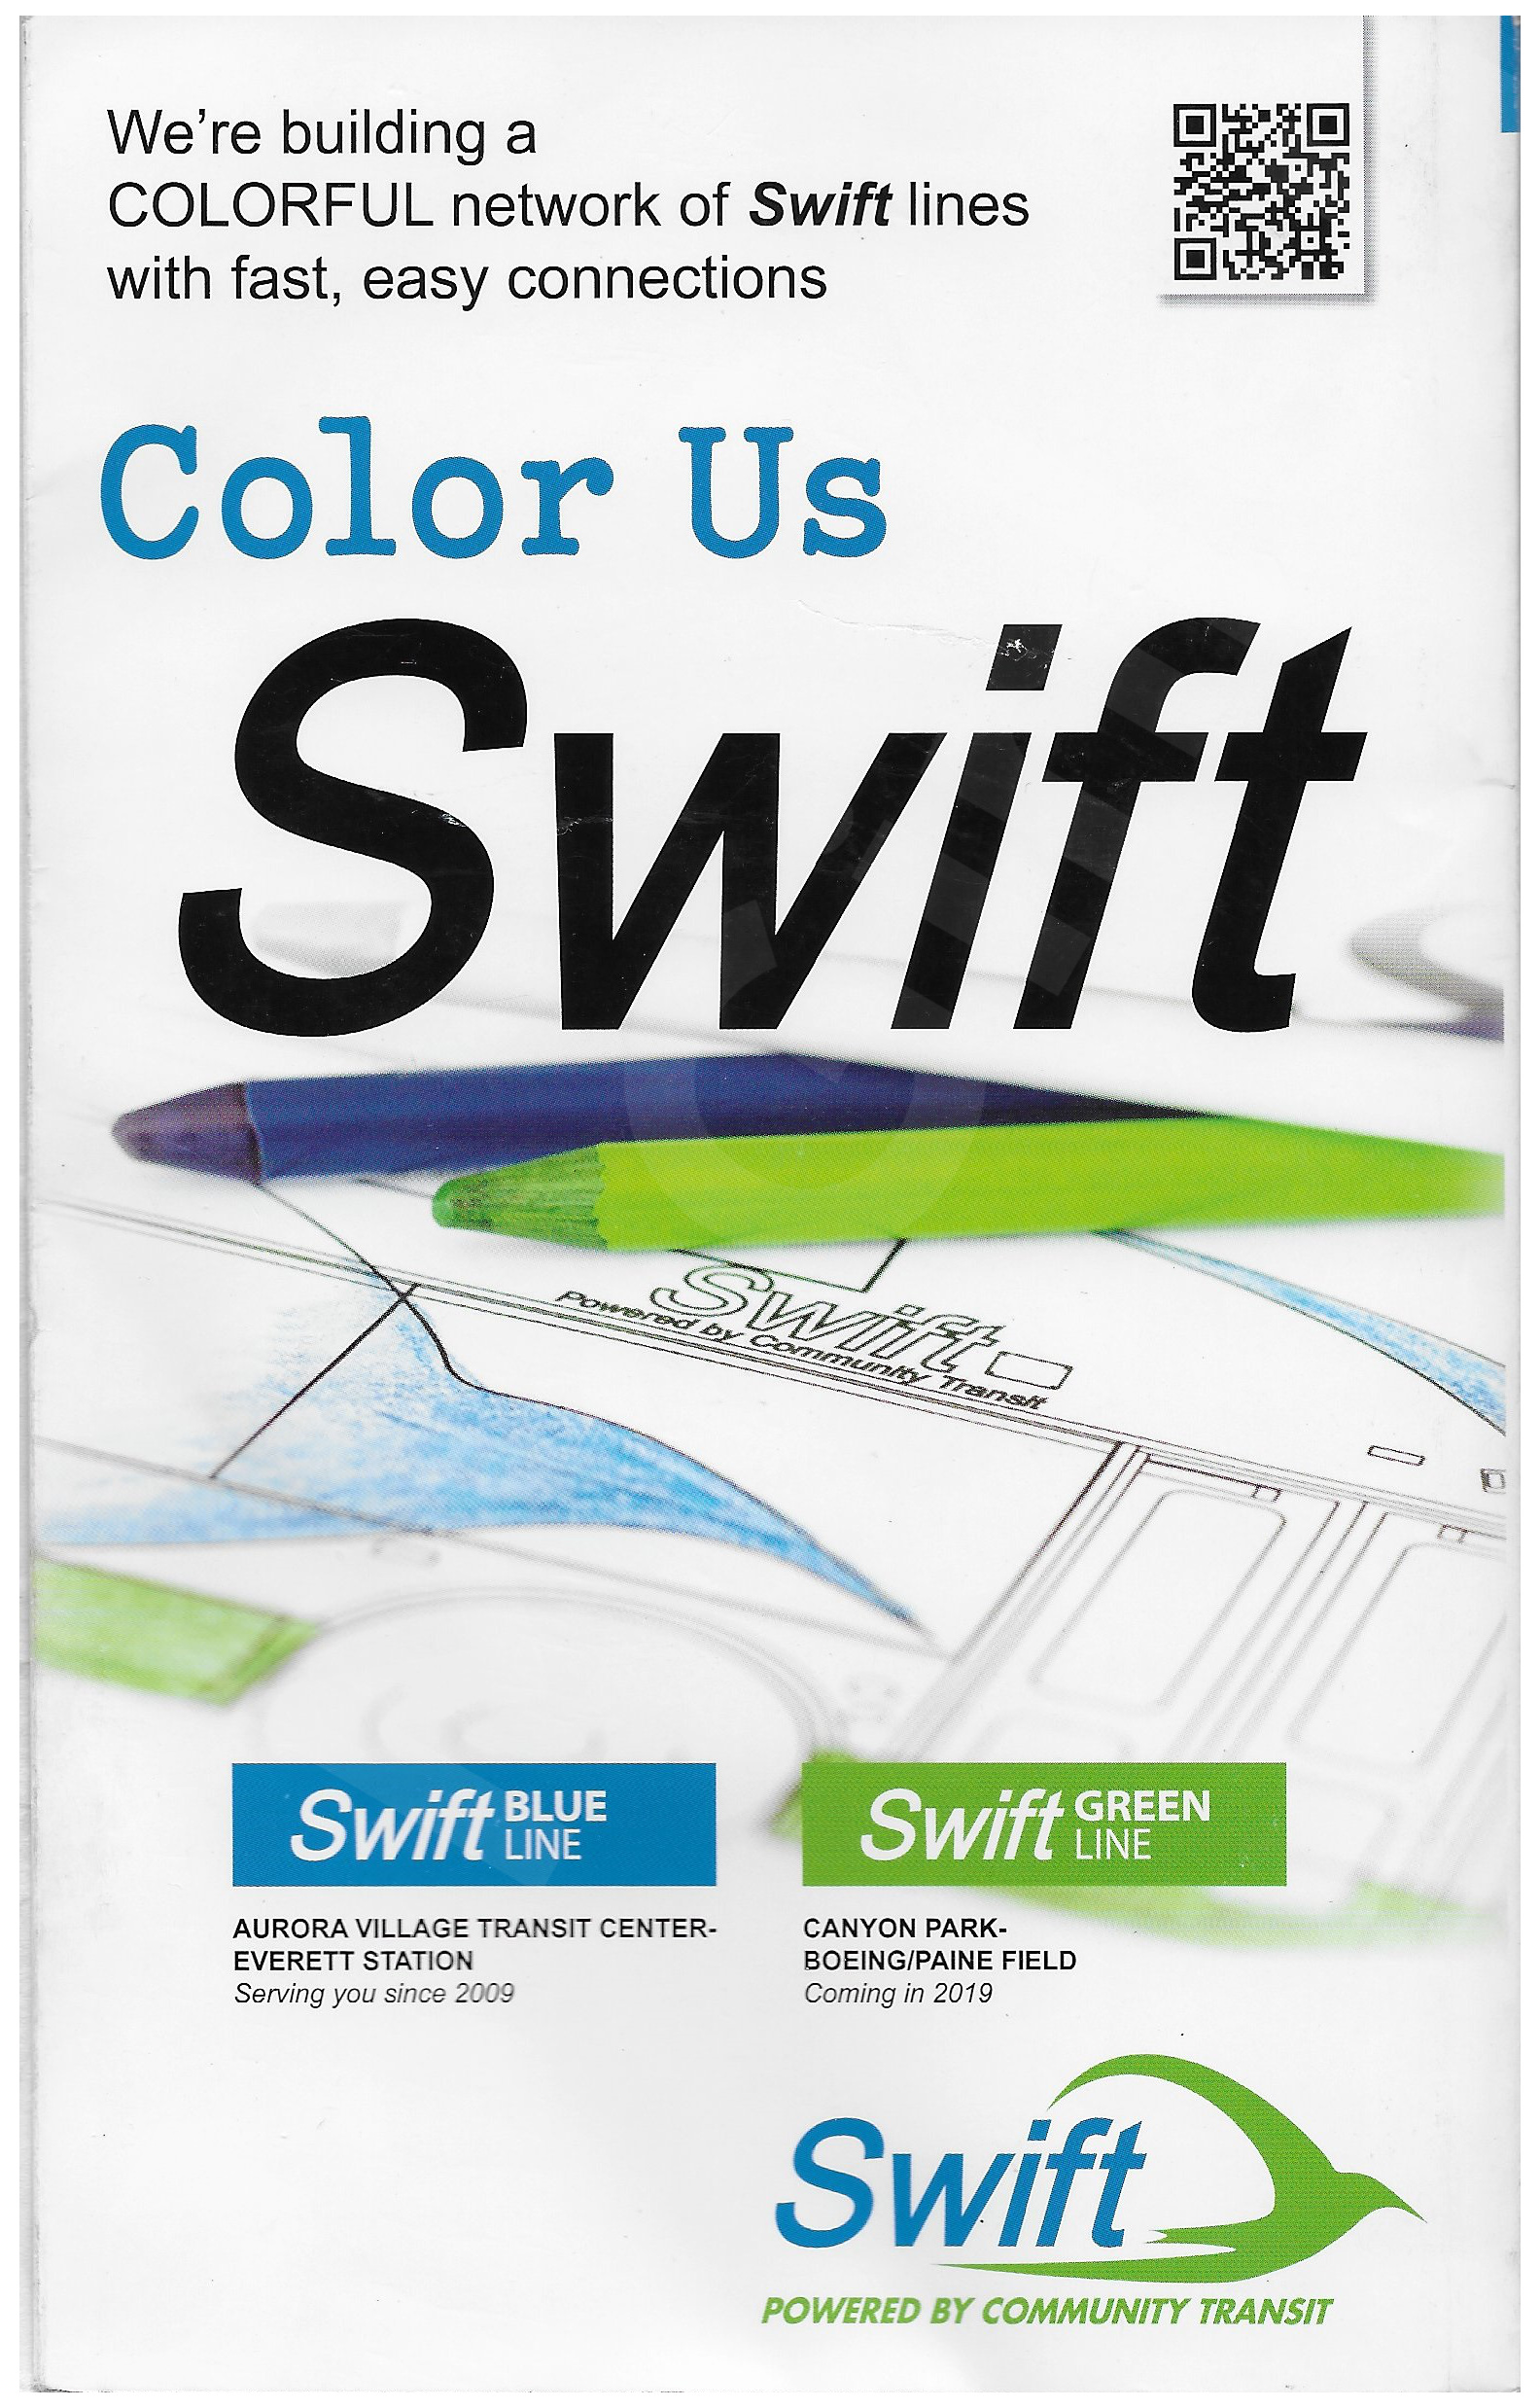 We’re building a
COLORFUL network of Swift lines
with fast, easy connections
Color Us
Swift
Swift
Powered by Community Transit
Swift BLUE
LINE
Swift GREEN
LINE
AURORA VILLAGE TRANSIT CENTER-
EVERETT STATION
Serving you since 2009
CANYON PARK-
BOEING/PAINE FIELD
Coming in 2019
Swift
POWERED BY COMMUNITY TRANSIT